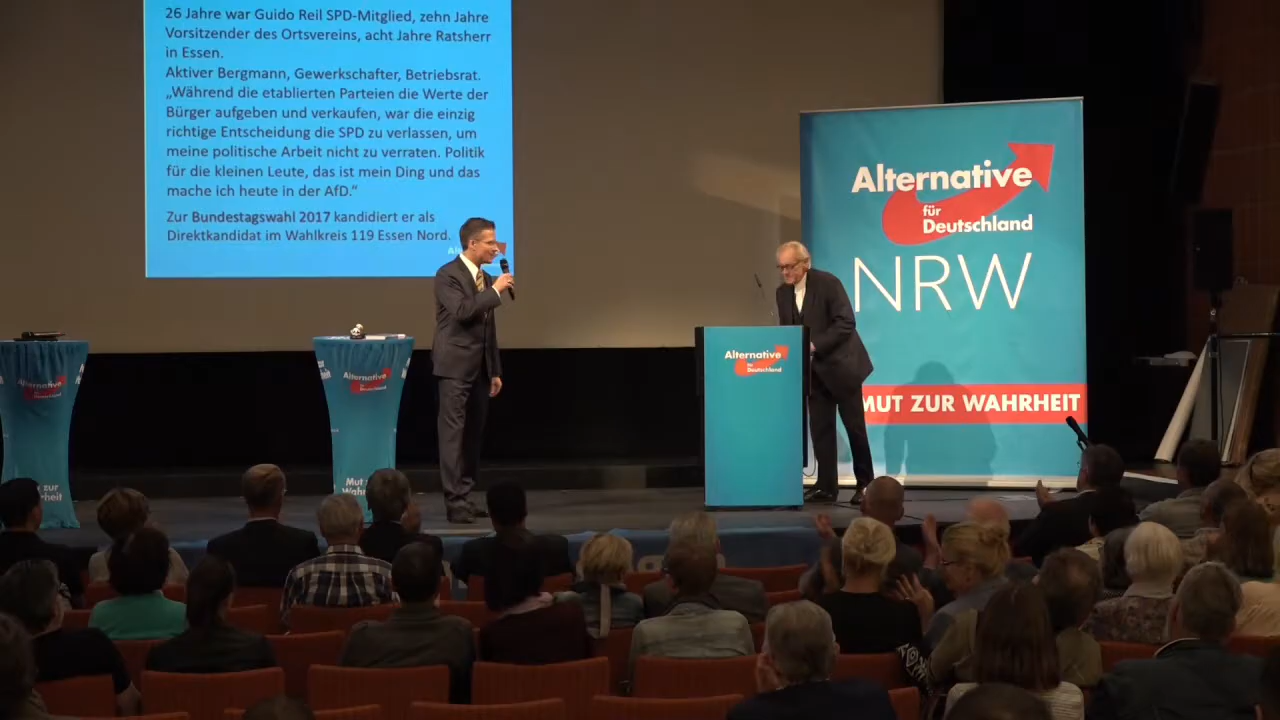 26 Jahre war Guido Reil SPD-Mitglied, zehn Jahre
Vorsitzender des Ortsvereins, acht Jahre Ratsherr
in Essen.
Aktiver Bergmann, Gewerkschafter, Betriebsrat.
„Während die etablierten Parteien die Werte der
Bürger aufgeben und verkaufen, war die einzig
richtige Entscheidung die SPD zu verlassen, um
meine politische Arbeit nicht zu verraten. Politik
für die kleinen Leute, das ist mein Ding und das
mache ich heute in der AfD.“
Zur Bundestagswahl 2017 kandidiert er als
Direktkandidat im Wahlkreis 119 Essen Nord.
Alternative
für
Deutschland
NRW
MUT ZUR WAHRHEIT
Alternative
für
Deutschland
Alternative
Mut zur
Alternative
zur
Wahrheit